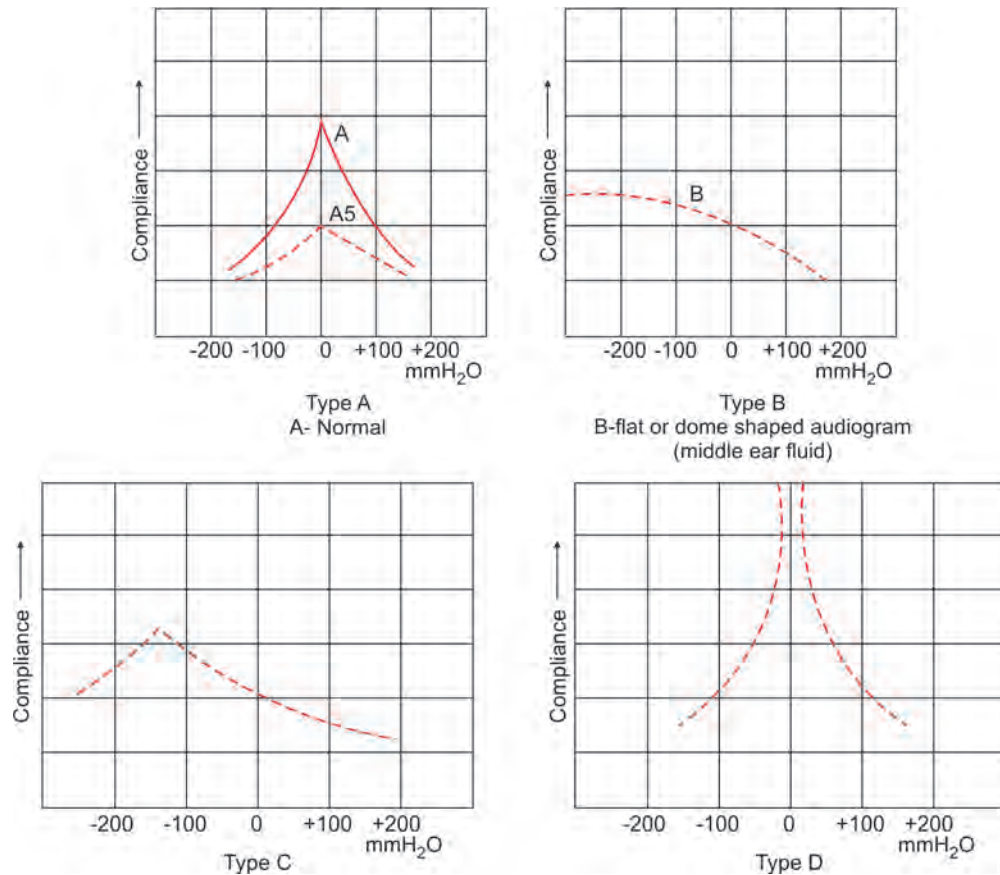 Compliance →
A
A5
-200 -100 0 +100 +200
mmH₂O
Type A
A- Normal
Compliance →
B
-200 -100 0 +100 +200
mmH₂O
Type B
B-flat or dome shaped audiogram
(middle ear fluid)
Compliance →
-200 -100 0 +100 +200
mmH₂O
Type C
Compliance →
-200 -100 0 +100 +200
mmH₂O
Type D